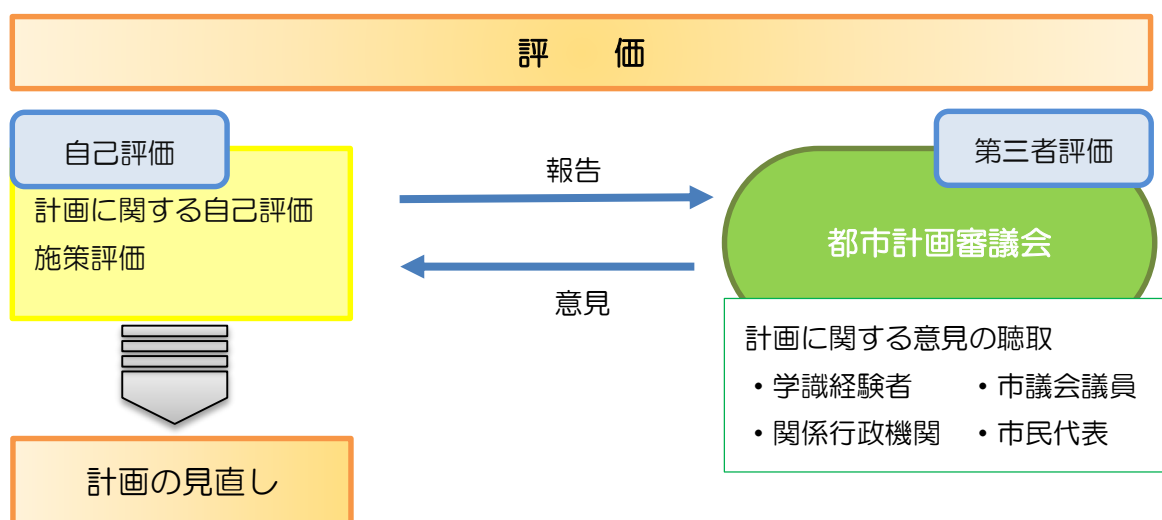 評　価
自己評価
計画に関する自己評価
施策評価
報告
意見
第三者評価
都市計画審議会
計画に関する意見の聴取
・学識経験者　・市議会議員
・関係行政機関　・市民代表
計画の見直し